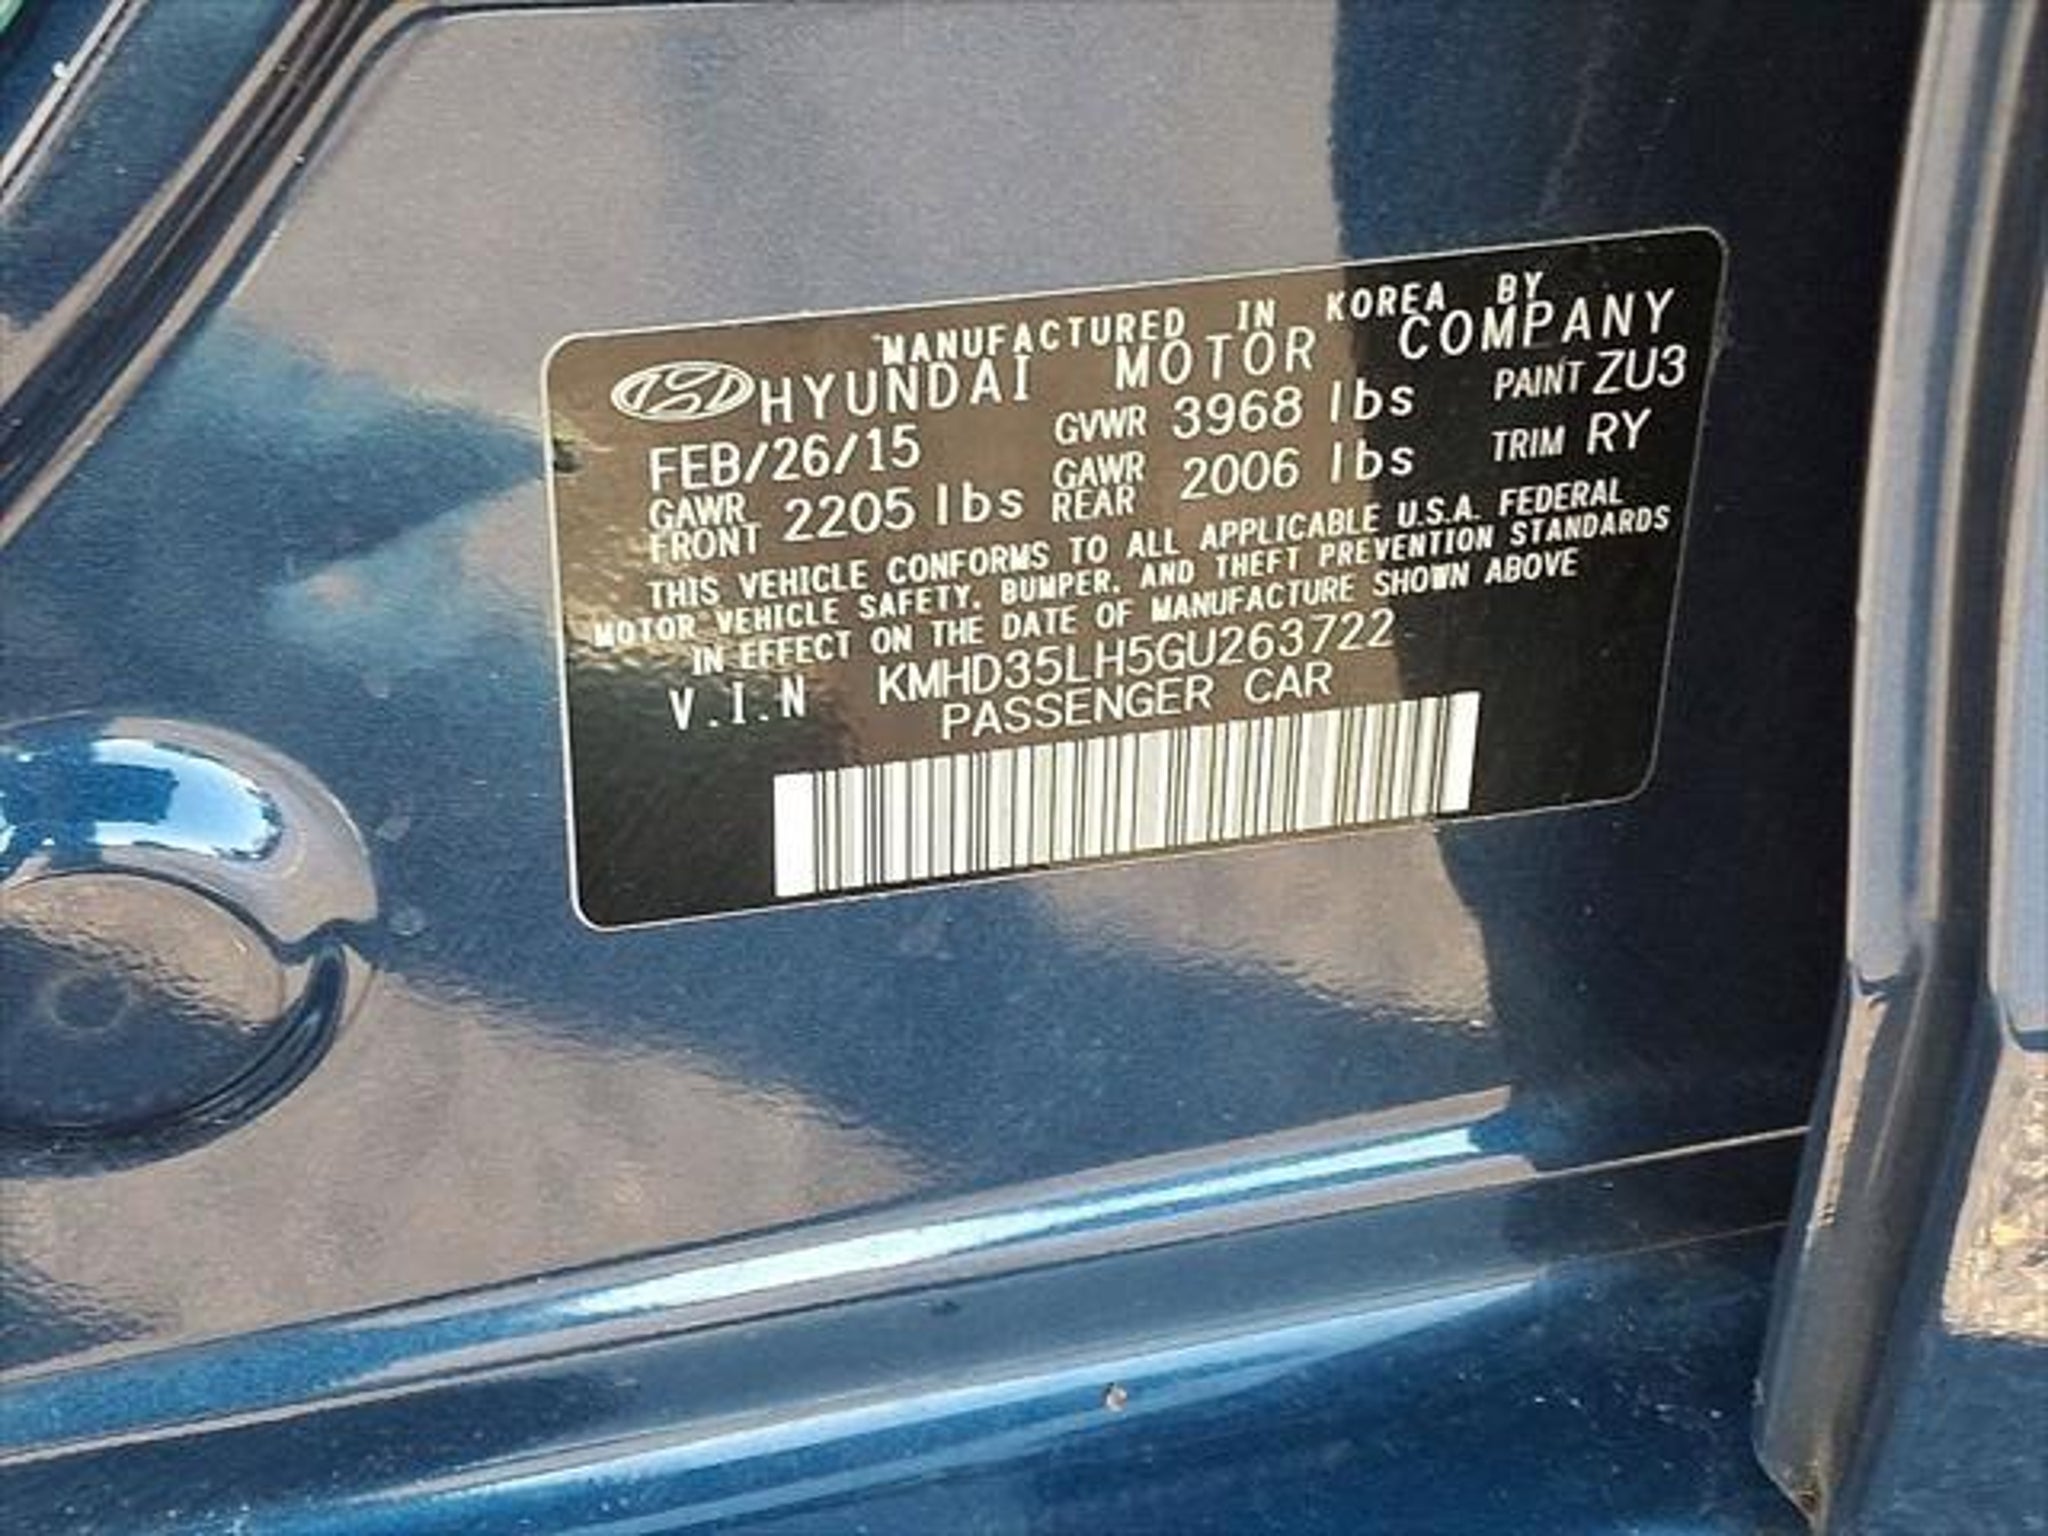 MANUFACTURED IN KOREA BY
HYUNDAI MOTOR COMPANY
FEB/26/15 GVWR 3968 lbs PAINT ZU3
GAWR FRONT 2205 lbs GAWR REAR 2006 lbs TRIM RY
THIS VEHICLE CONFORMS TO ALL APPLICABLE U.S.A. FEDERAL
MOTOR VEHICLE SAFETY, BUMPER, AND THEFT PREVENTION STANDARDS
IN EFFECT ON THE DATE OF MANUFACTURE SHOWN ABOVE
V.I.N KMHD35LH5GU263722
PASSENGER CAR